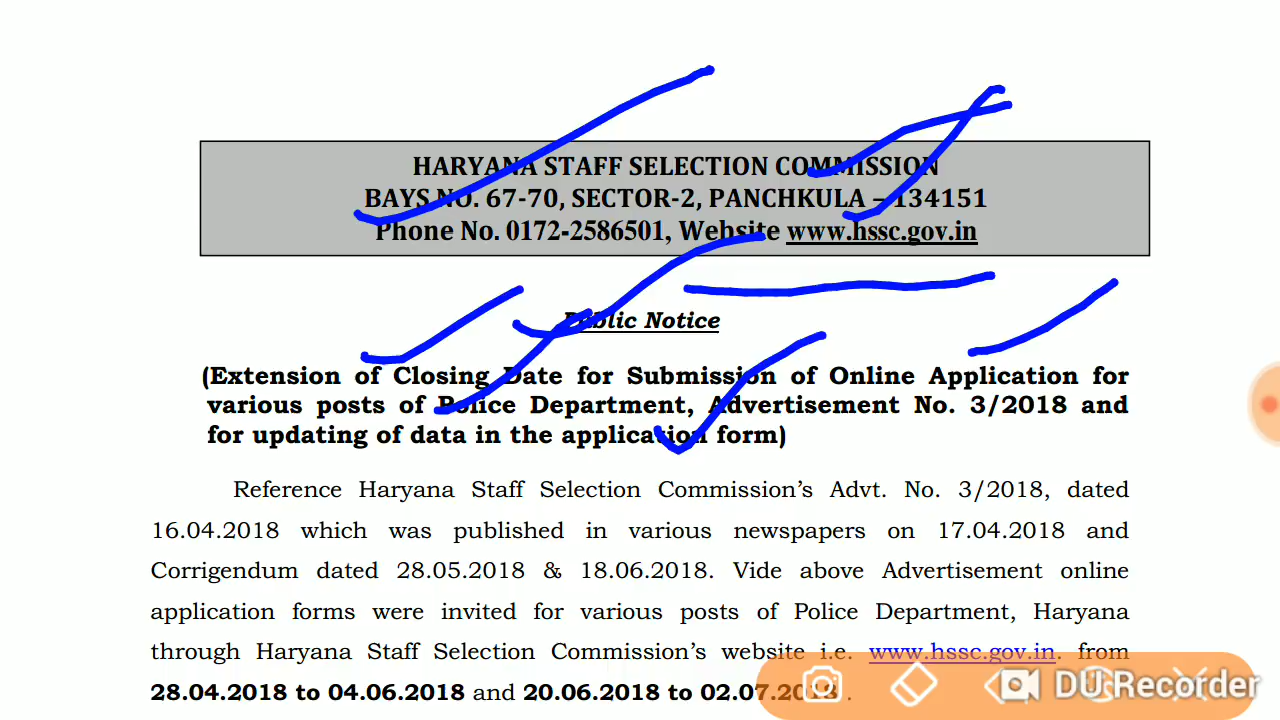 HARYANA STAFF SELECTION COMMISSION
BAYS NO. 67-70, SECTOR-2, PANCHKULA – 134151
Phone No. 0172-2586501, Website www.hssc.gov.in
Public Notice
(Extension of Closing Date for Submission of Online Application for
various posts of Police Department, Advertisement No. 3/2018 and
for updating of data in the application form)
Reference Haryana Staff Selection Commission's Advt. No. 3/2018, dated
16.04.2018 which was published in various newspapers on 17.04.2018 and
Corrigendum dated 28.05.2018 & 18.06.2018. Vide above Advertisement online
application forms were invited for various posts of Police Department, Haryana
through Haryana Staff Selection Commission's website i.e. www.hssc.gov.in. from
28.04.2018 to 04.06.2018 and 20.06.2018 to 02.07.2018 .
DU Recorder